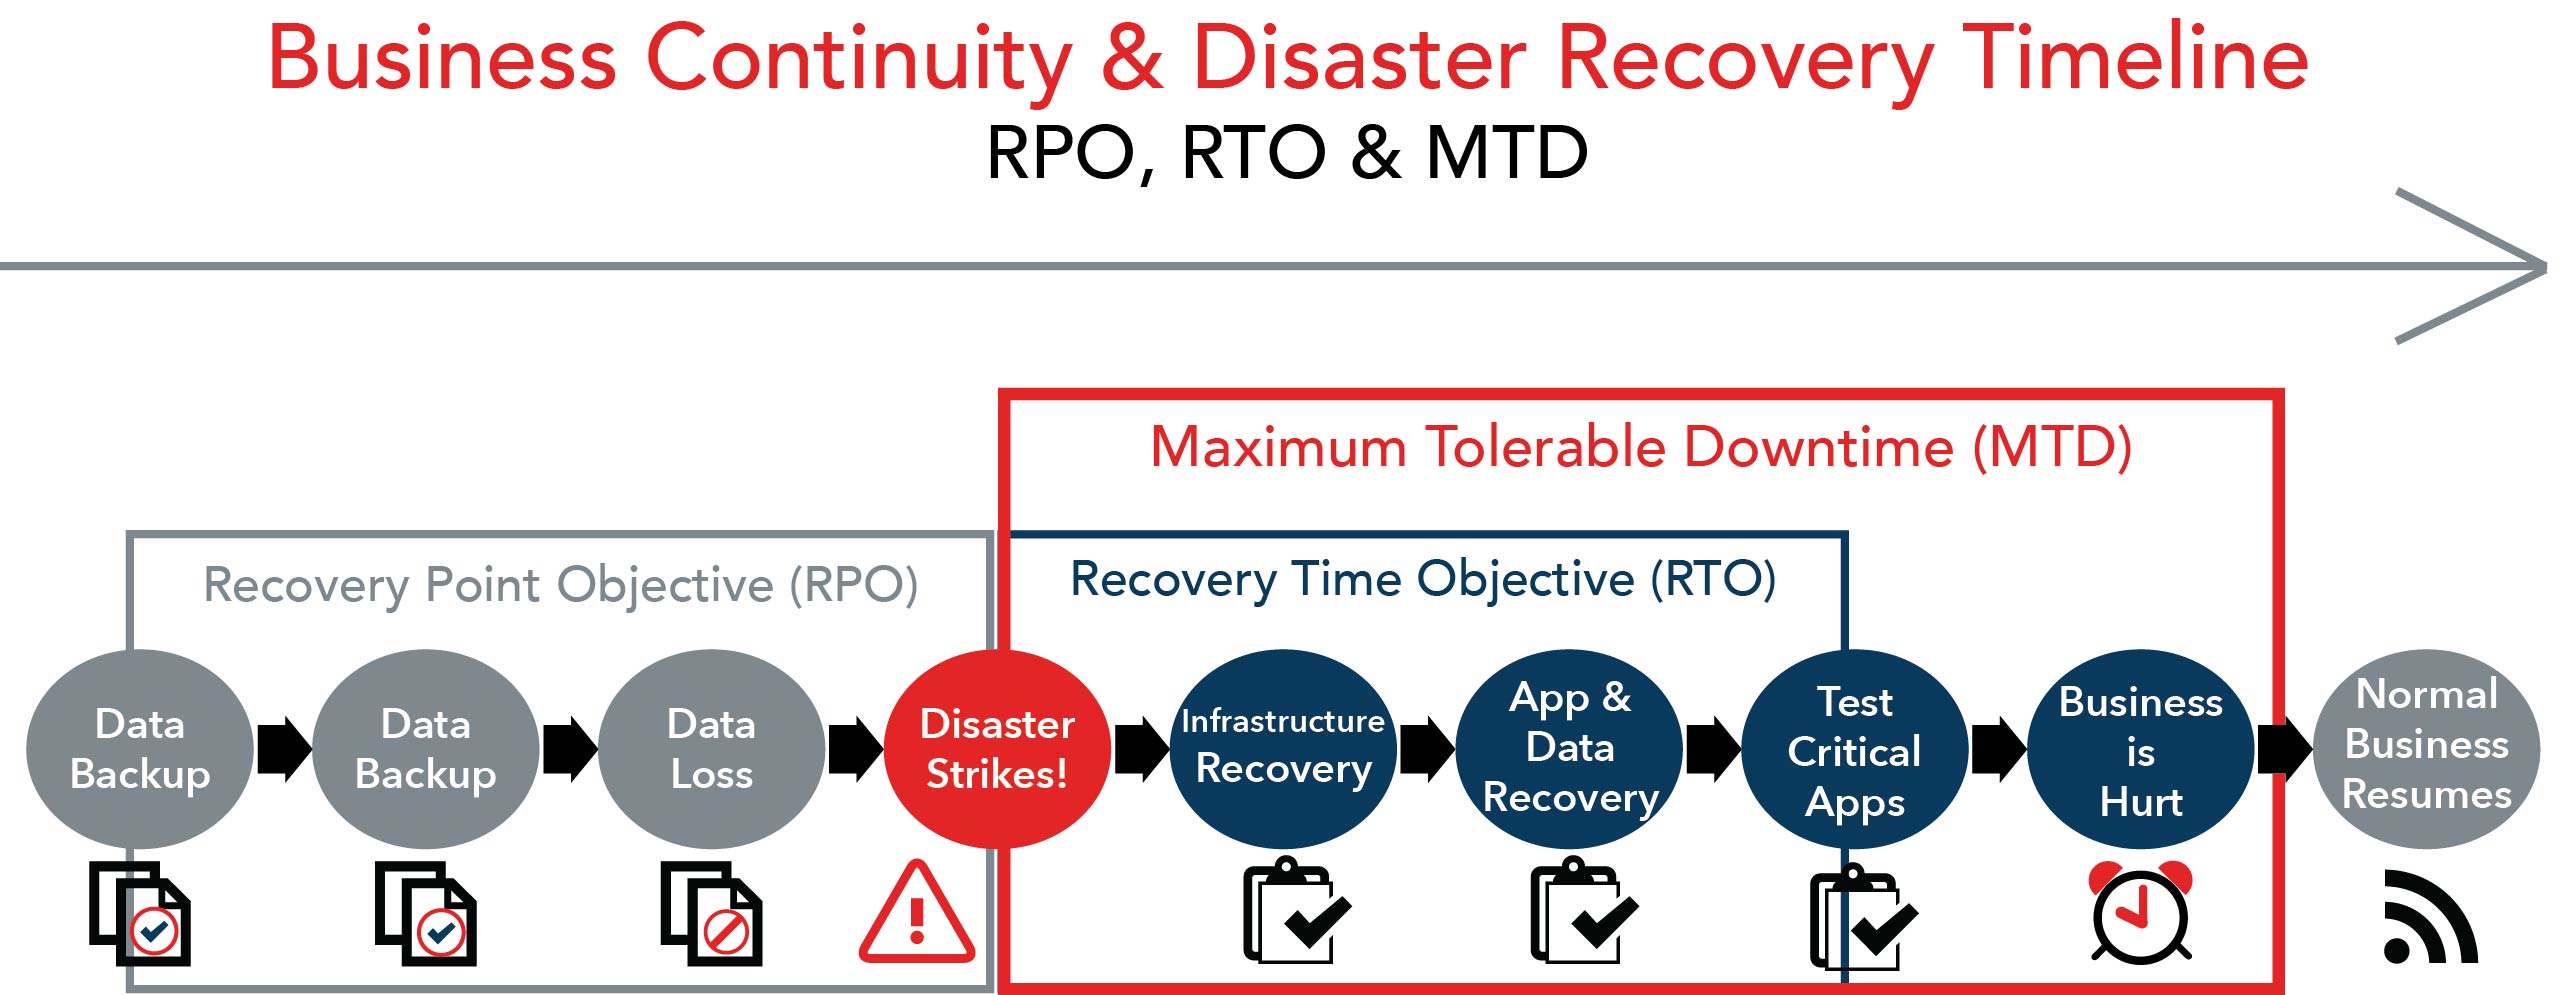 Business Continuity & Disaster Recovery Timeline
RPO, RTO & MTD
Maximum Tolerable Downtime (MTD)
Recovery Point Objective (RPO)
Recovery Time Objective (RTO)
Data
Backup
Data
Backup
Data
Loss
Disaster
Strikes!
Infrastructure
Recovery
App &
Data
Recovery
Test
Critical
Apps
Business
is
Hurt
Normal
Business
Resumes